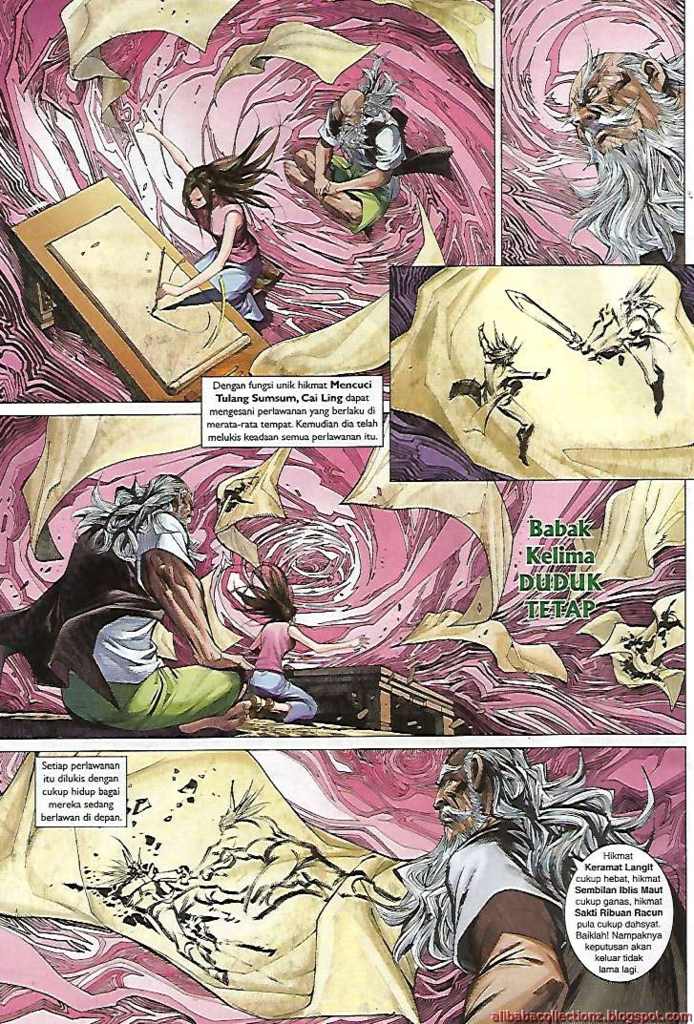 Dengan fungsi unik hikmat Mencuci
Tulang Sumsum, Cai Ling dapat
mengesani perlawanan yang berlaku di
merata-rata tempat. Kemudian dia telah
melukis keadaan semua perlawanan itu.
Babak
Kelima
DUDUK
TETAP
Setiap perlawanan
itu dilukis dengan
cukup hidup bagai
mereka sedang
berlawan di depan.
Hikmat
Keramat Langit
cukup hebat, hikmat
Sembilan Iblis Maut
cukup ganas, hikmat
Sakti Ribuan Racun
pula cukup dahsyat.
Baiklah! Nampaknya
keputusan akan
keluar tidak
lama lagi.
alibabacollectionz.blogspot.com